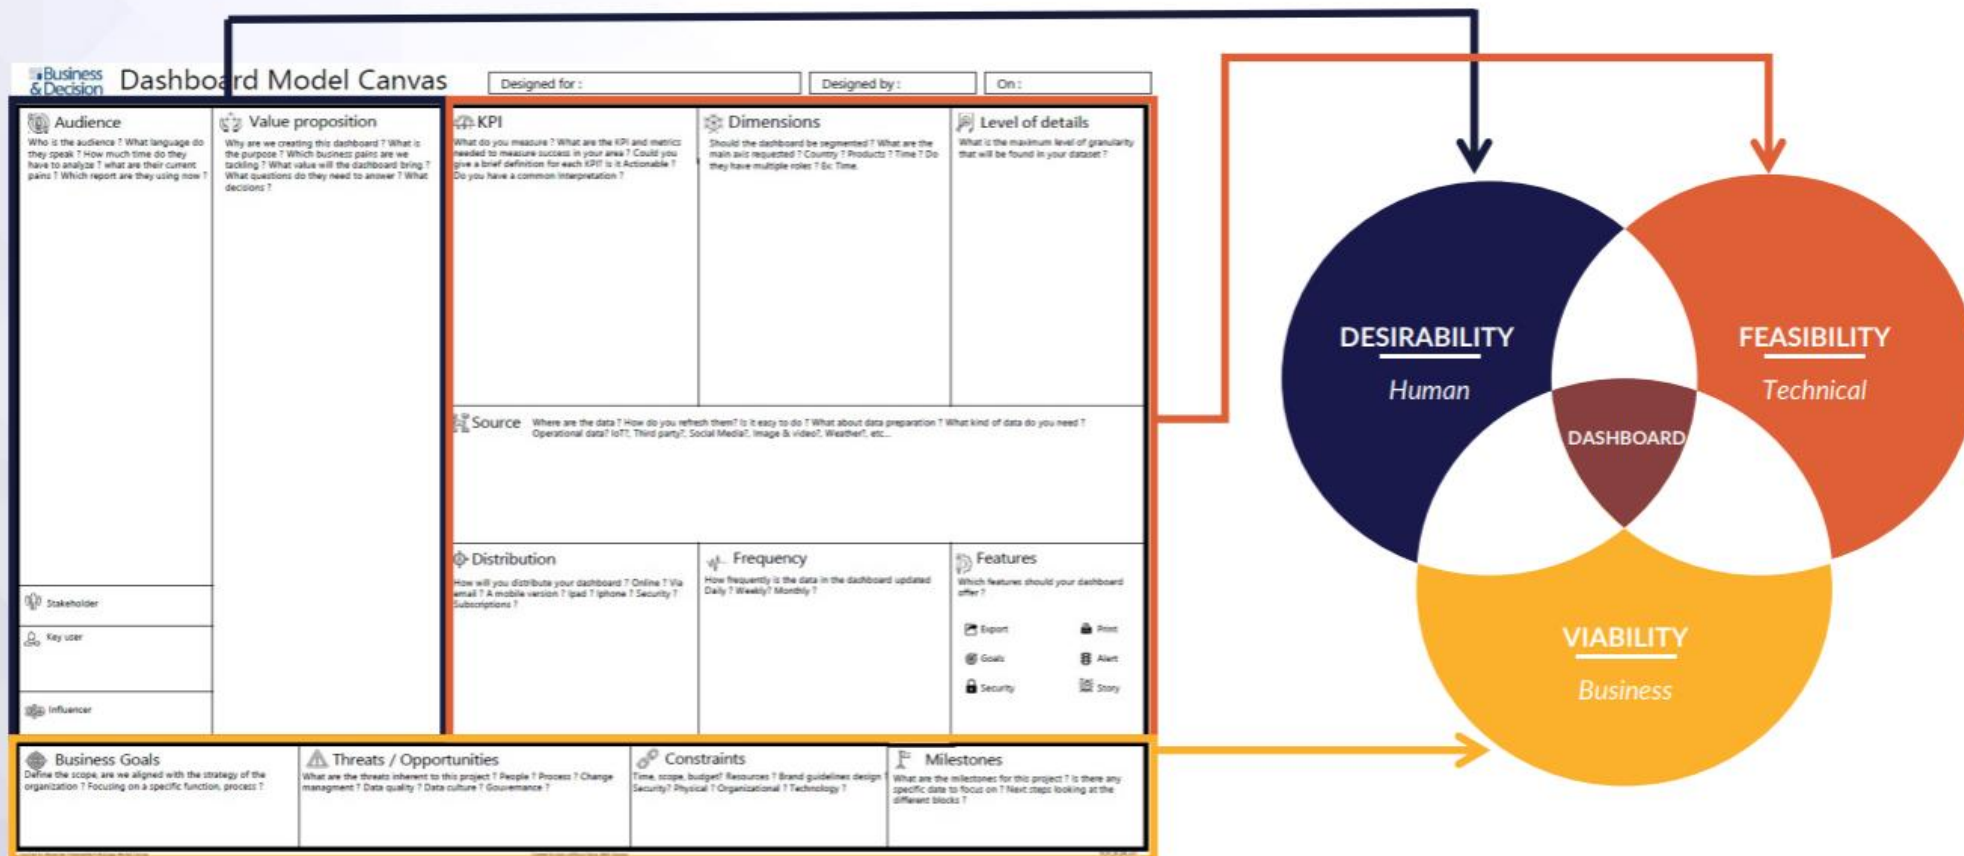 Business
& Decision
Dashboard Model Canvas
Designed for :
Designed by :
On :
Audience
Who is the audience ? What language do
they speak ? How much time do they
have to analyze ? what are their current
pains ? Which report are they using now ?
Value proposition
Why are we creating this dashboard ? What is
the purpose ? Which business pains are we
tackling ? What value will the dashboard bring ?
What questions do they need to answer ? What
decisions ?
KPI
What do you measure ? What are the KPI and metrics
needed to measure success in your area ? Could you
give a brief definition for each KPI? Is it Actionable ?
Do you have a common interpretation ?
Dimensions
Should the dashboard be segmented ? What are the
main axis requested ? Country ? Products ? Time ? Do
they have multiple roles ? Ex: Time.
Level of details
What is the maximum level of granularity
that will be found in your dataset ?
Source
Where are the data ? How do you refresh them? Is it easy to do ? What about data preparation ? What kind of data do you need ?
Operational data? IoT?, Third party?, Social Media?, Image & video?, Weather?, etc...
Distribution
How will you distribute your dashboard ? Online ? Via
email ? A mobile version ? Ipad ? Iphone ? Security ?
Subscriptions ?
Frequency
How frequently is the data in the dashboard updated
Daily ? Weekly? Monthly ?
Features
Which features should your dashboard
offer ?
Export
Print
Goals
Alert
Security
Story
Stakeholder
Key user
Influencer
Business Goals
Define the scope, are we aligned with the strategy of the
organization ? Focusing on a specific function, process ?
Threats / Opportunities
What are the threats inherent to this project ? People ? Process ? Change
managment ? Data quality ? Data culture ? Gouvernance ?
Constraints
Time, scope, budget? Resources ? Brand guidelines design ?
Security? Physical ? Organizational ? Technology ?
Milestones
What are the milestones for this project ? Is there any
specific date to focus on ? Next steps looking at the
different blocks ?
DESIRABILITY
Human
FEASIBILITY
Technical
DASHBOARD
VIABILITY
Business